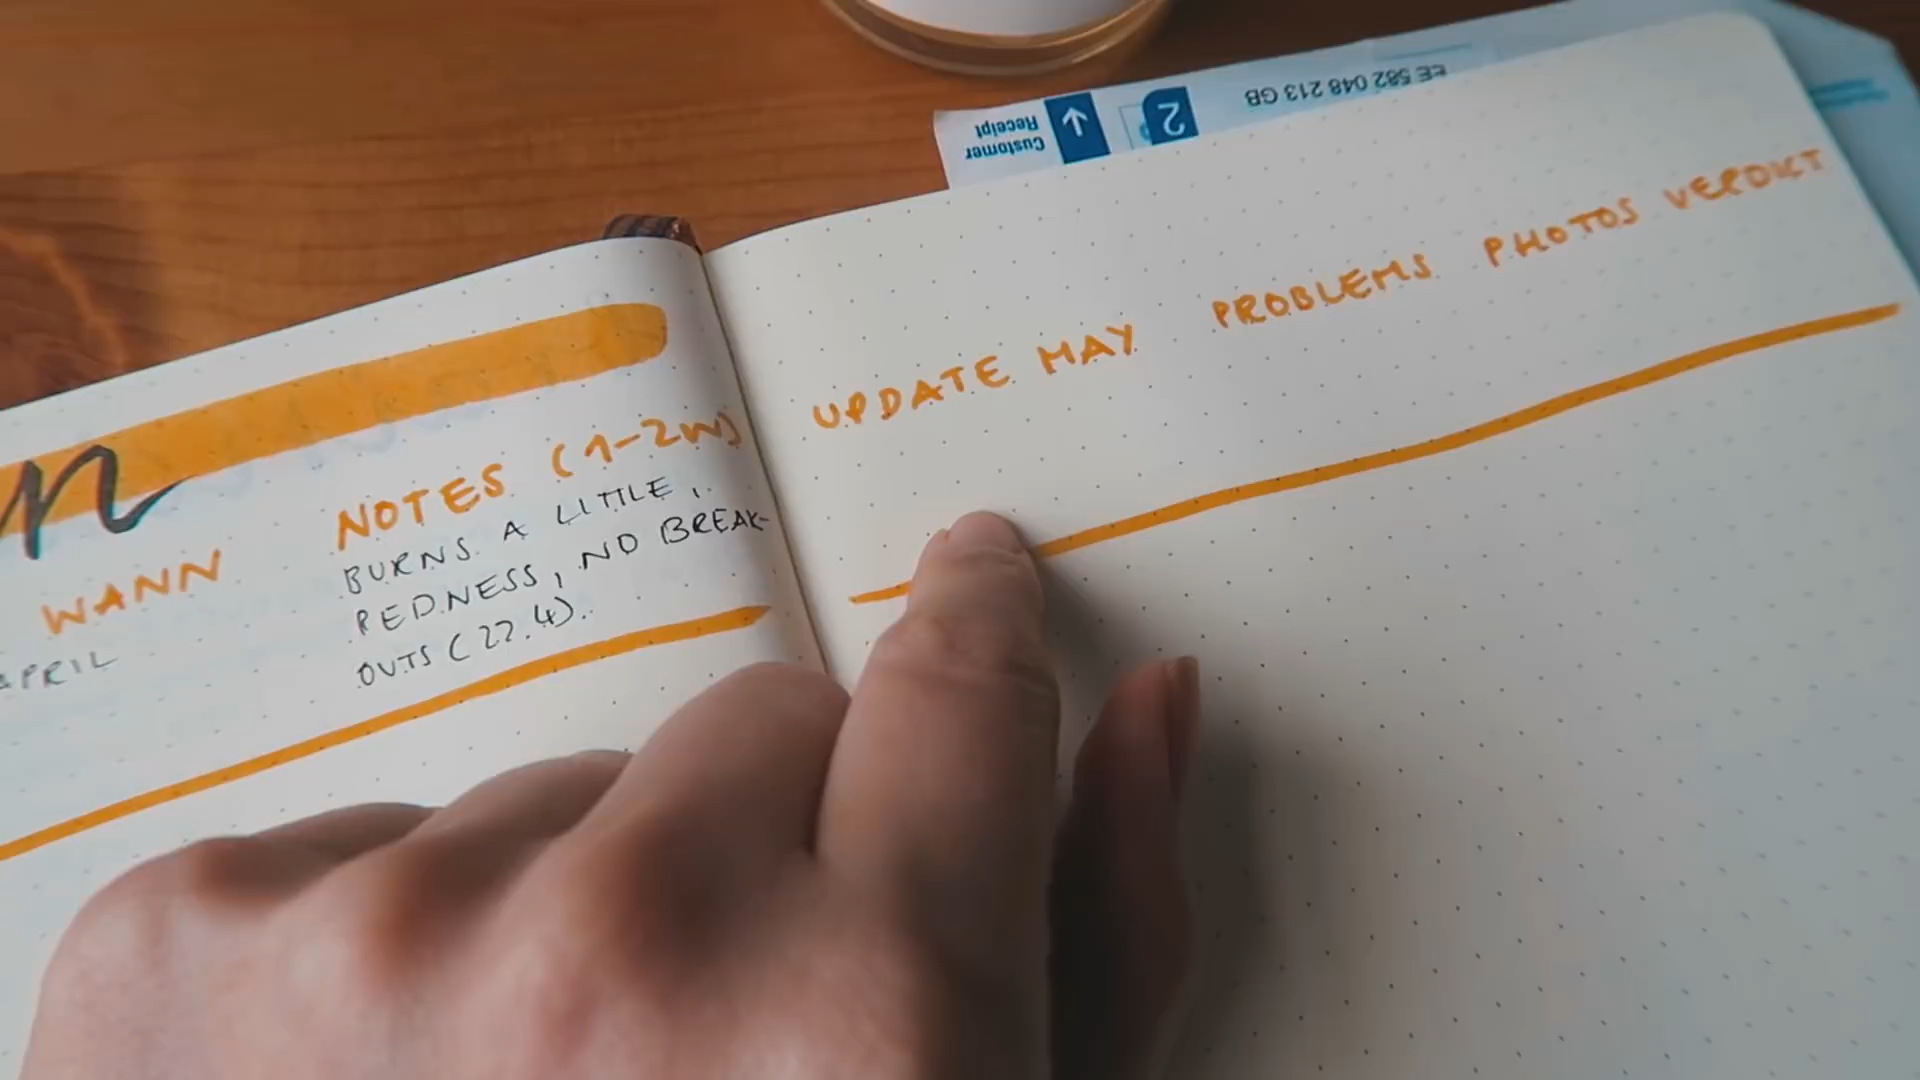 Customer
Receipt
2
EE 582 048 213 GB
WANN
APRIL
NOTES (1-2W)
BURNS A LITTLE,
REDNESS, NO BREAK-
OUTS (22.4).
UPDATE MAY PROBLEMS PHOTOS VERDICT